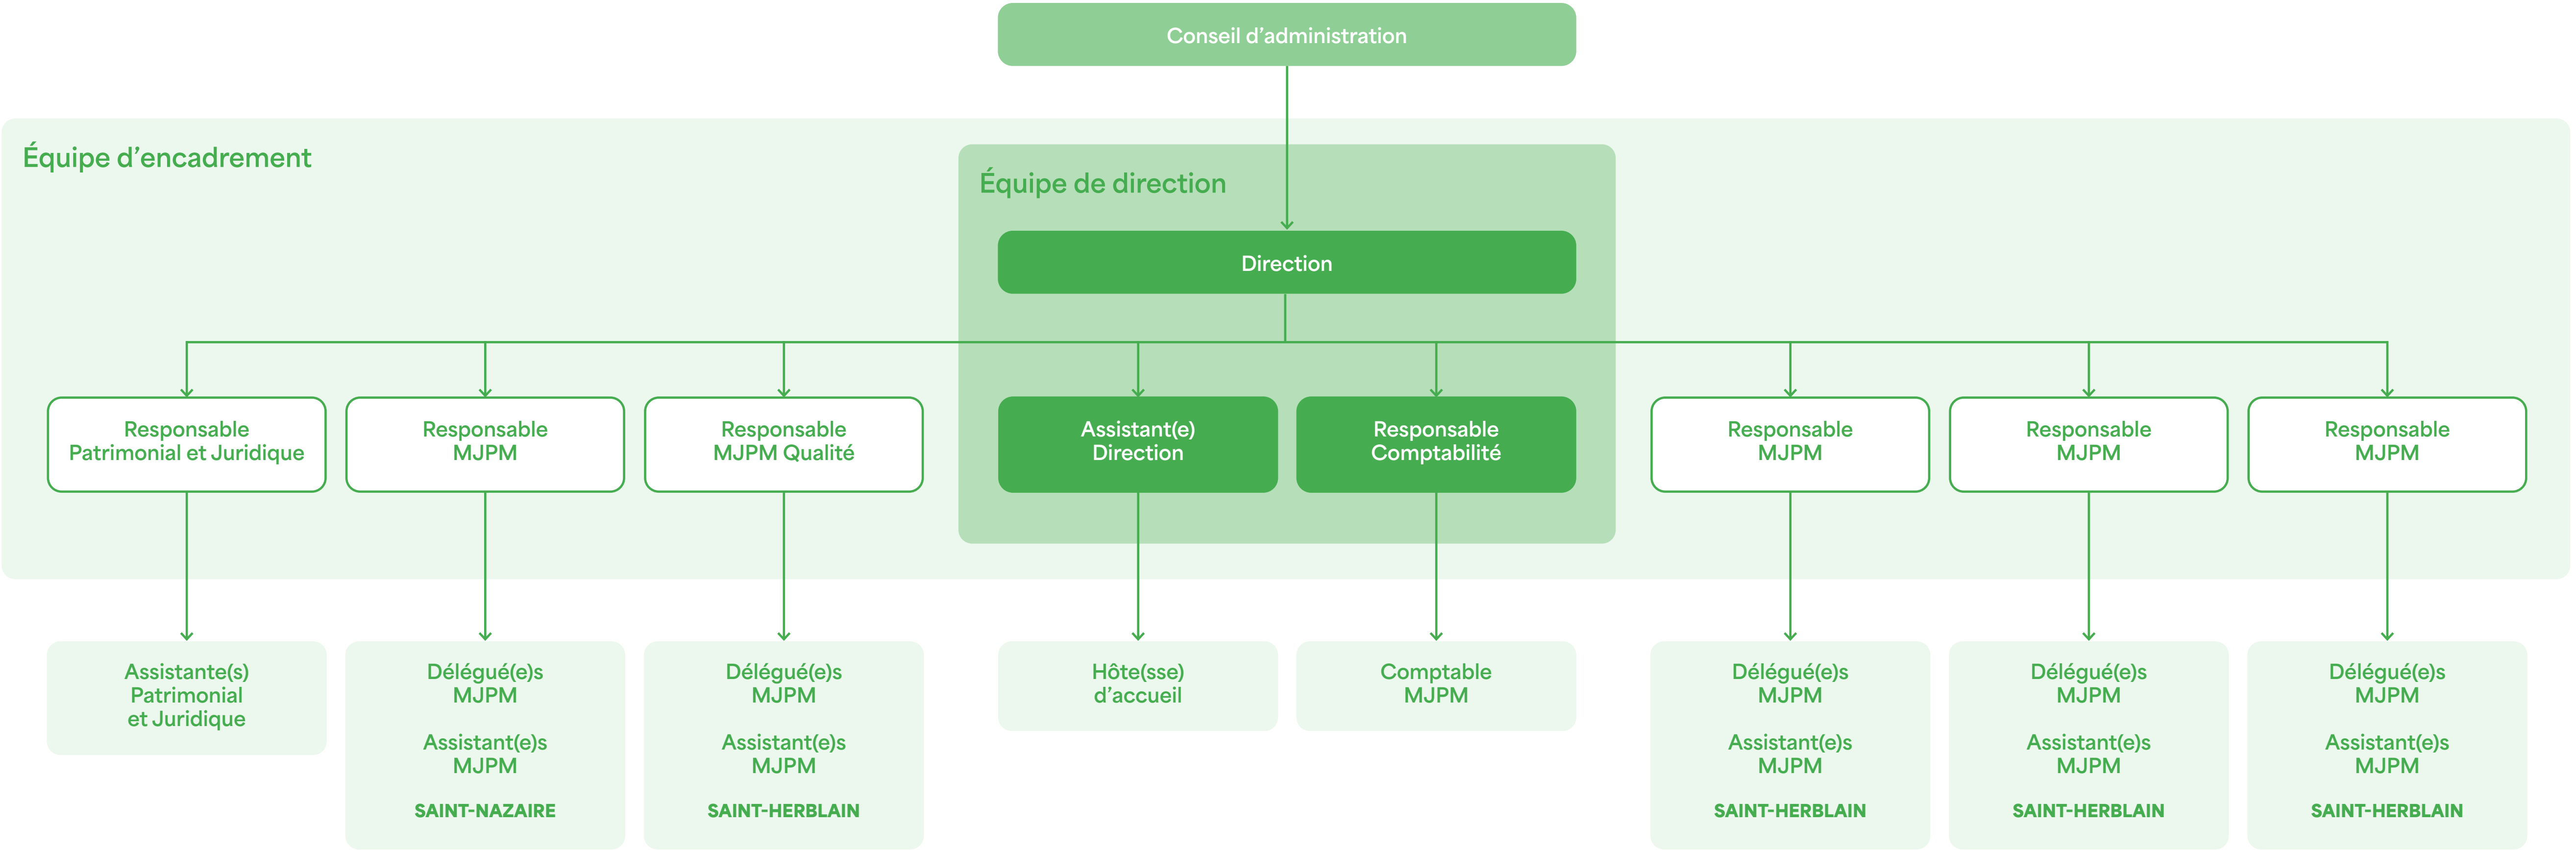 Conseil d’administration
Équipe d’encadrement
Équipe de direction
Direction
Responsable
Patrimonial et Juridique
Responsable
MJPM
Responsable
MJPM Qualité
Assistant(e)
Direction
Responsable
Comptabilité
Responsable
MJPM
Responsable
MJPM
Responsable
MJPM
Assistante(s)
Patrimonial
et Juridique
Délégué(e)s
MJPM
Assistant(e)s
MJPM
SAINT-NAZAIRE
Délégué(e)s
MJPM
Assistant(e)s
MJPM
SAINT-HERBLAIN
Hôte(sse)
d’accueil
Comptable
MJPM
Délégué(e)s
MJPM
Assistant(e)s
MJPM
SAINT-HERBLAIN
Délégué(e)s
MJPM
Assistant(e)s
MJPM
SAINT-HERBLAIN
Délégué(e)s
MJPM
Assistant(e)s
MJPM
SAINT-HERBLAIN